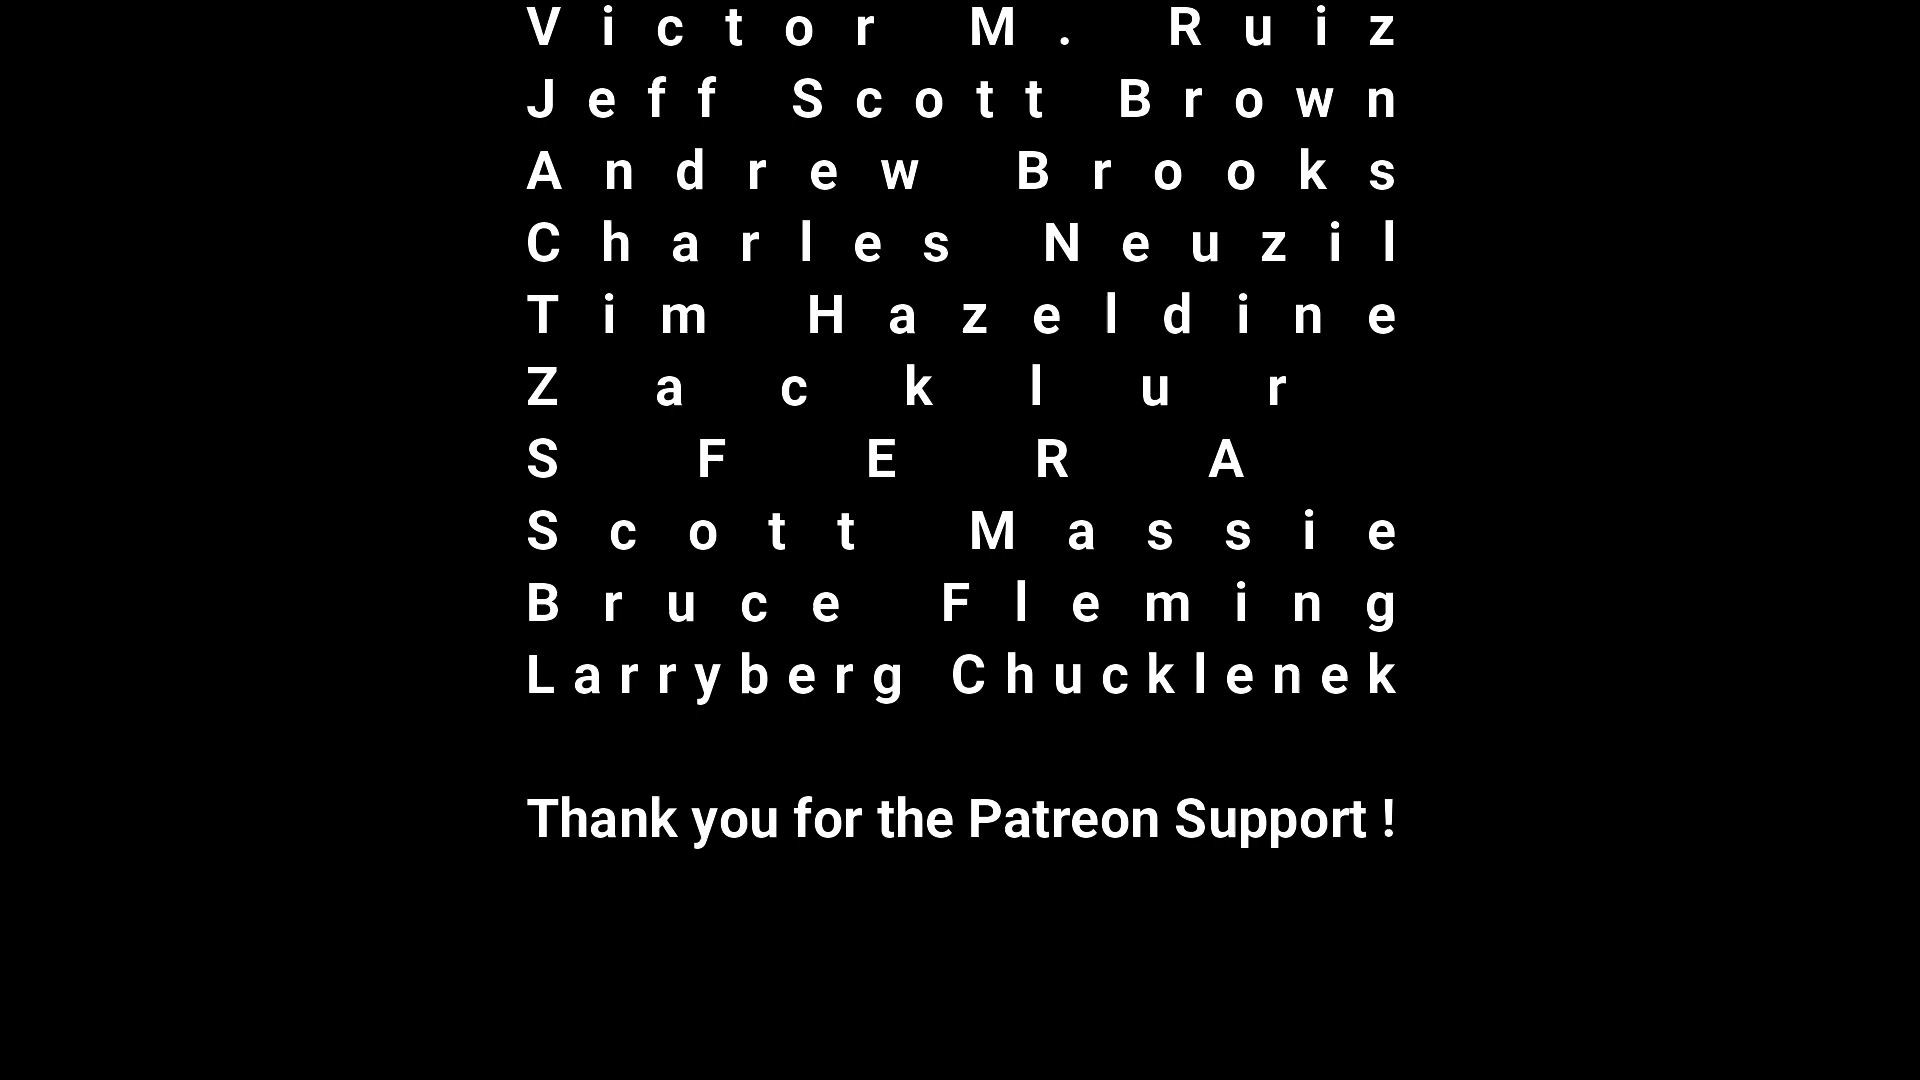 Victor M. Ruiz
Jeff Scott Brown
Andrew Brooks
Charles Neuzil
Tim Hazeldine
Zacklur
SFERA
Scott Massie
Bruce Fleming
Larryberg Chucklenek
Thank you for the Patreon Support !